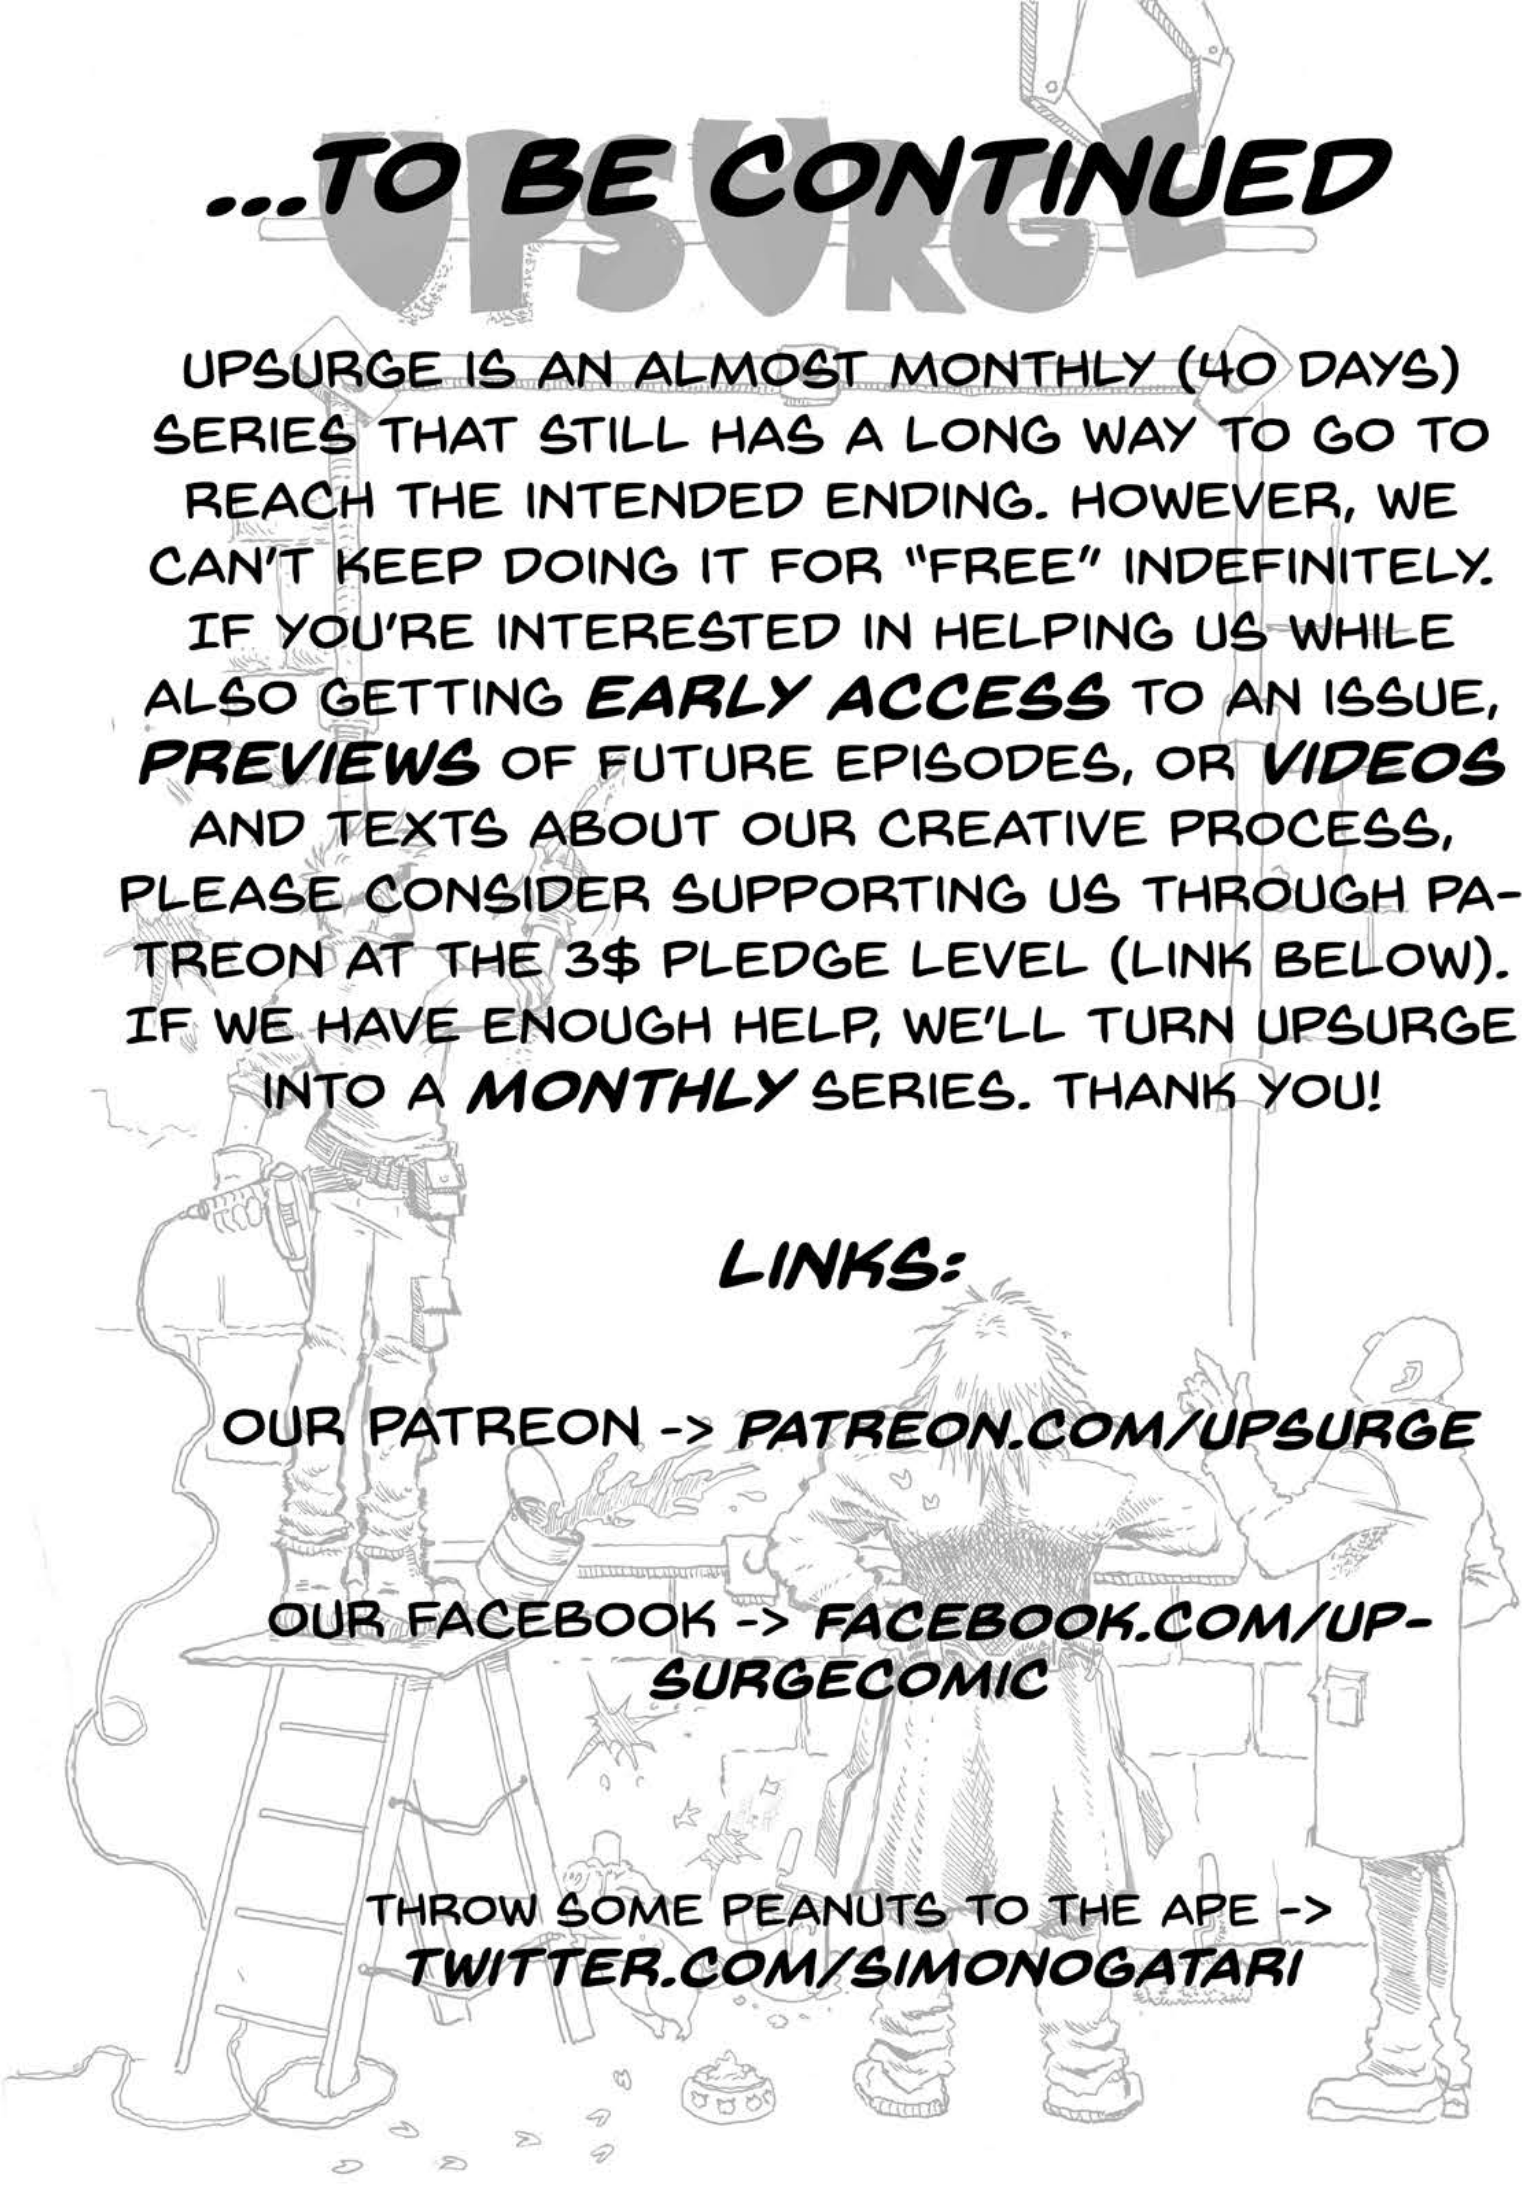 ...TO BE CONTINUED
UPSURGE
UPSURGE IS AN ALMOST MONTHLY (40 DAYS)
SERIES THAT STILL HAS A LONG WAY TO GO TO
REACH THE INTENDED ENDING. HOWEVER, WE
CAN'T KEEP DOING IT FOR "FREE" INDEFINITELY.
IF YOU'RE INTERESTED IN HELPING US WHILE
ALSO GETTING EARLY ACCESS TO AN ISSUE,
PREVIEWS OF FUTURE EPISODES, OR VIDEOS
AND TEXTS ABOUT OUR CREATIVE PROCESS,
PLEASE CONSIDER SUPPORTING US THROUGH PA-
TREON AT THE 3$ PLEDGE LEVEL (LINK BELOW).
IF WE HAVE ENOUGH HELP, WE'LL TURN UPSURGE
INTO A MONTHLY SERIES. THANK YOU!
LINKS:
OUR PATREON -> PATREON.COM/UPSURGE
OUR FACEBOOK -> FACEBOOK.COM/UP-
SURGECOMIC
THROW SOME PEANUTS TO THE APE ->
TWITTER.COM/SIMONOGATARI